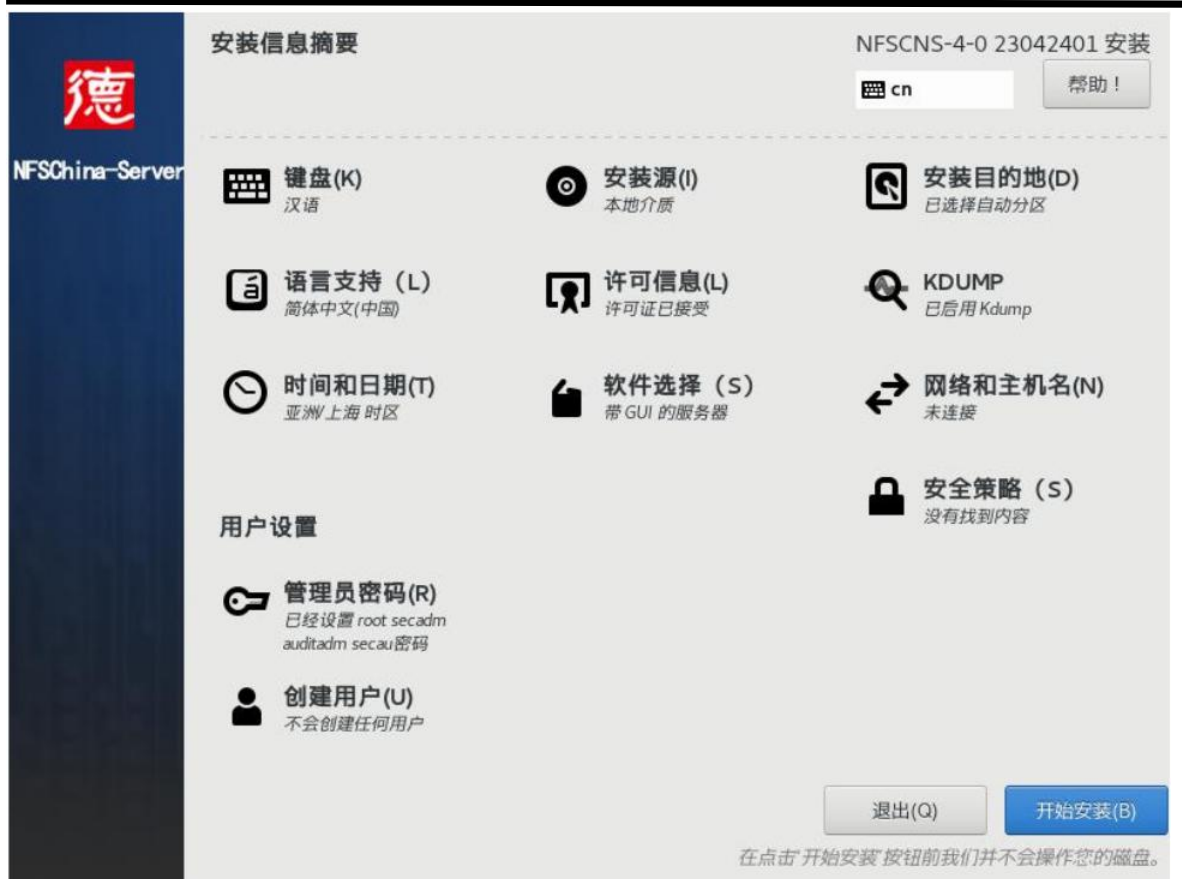 安装信息摘要
NFSCNS-4-0 23042401 安装
cn
帮助！
德
NFSChina-Server
键盘(K)
汉语
安装源(I)
本地介质
安装目的地(D)
已选择自动分区
语言支持（L）
简体中文(中国)
许可信息(L)
许可证已接受
KDUMP
已启用 Kdump
时间和日期(T)
亚洲/上海 时区
软件选择（S）
带 GUI 的服务器
网络和主机名(N)
未连接
安全策略（S）
没有找到内容
用户设置
管理员密码(R)
已经设置 root secadm
auditadm secau密码
创建用户(U)
不会创建任何用户
退出(Q)
开始安装(B)
在点击“开始安装”按钮前我们并不会操作您的磁盘。